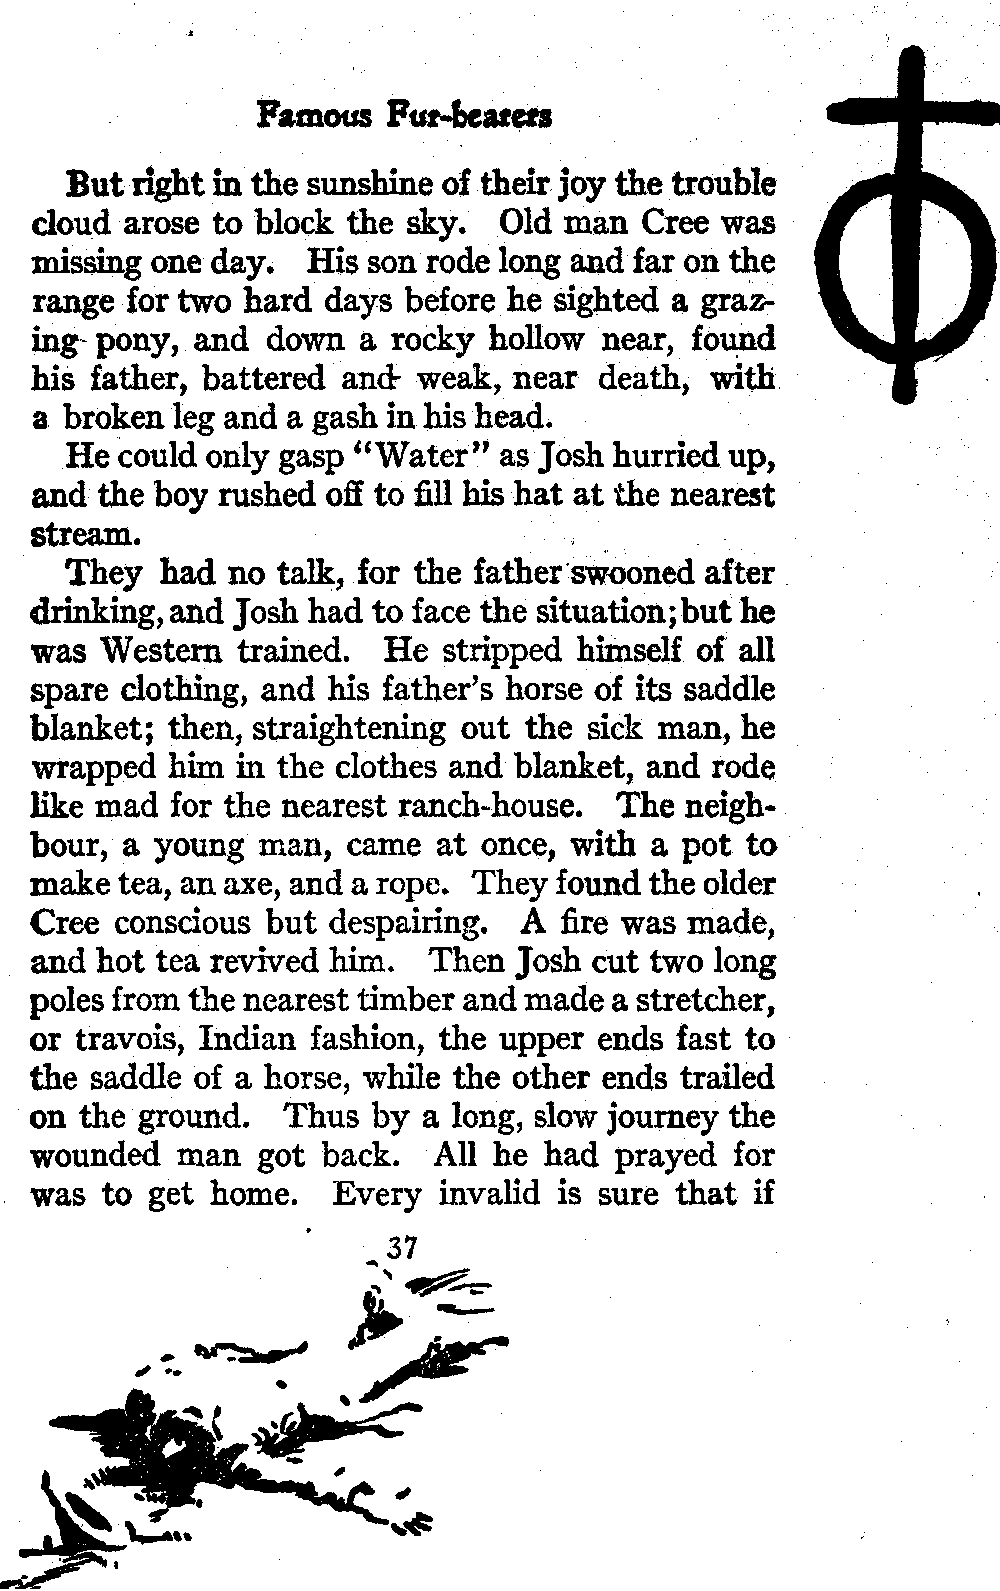 Famous Fur-bearers
But right in the sunshine of their joy the trouble
cloud arose to block the sky. Old man Cree was
missing one day. His son rode long and far on the
range for two hard days before he sighted a graz-
ing pony, and down a rocky hollow near, found
his father, battered and weak, near death, with
a broken leg and a gash in his head.
He could only gasp "Water" as Josh hurried up,
and the boy rushed off to fill his hat at the nearest
stream.
They had no talk, for the father swooned after
drinking, and Josh had to face the situation; but he
was Western trained. He stripped himself of all
spare clothing, and his father's horse of its saddle
blanket; then, straightening out the sick man, he
wrapped him in the clothes and blanket, and rode
like mad for the nearest ranch-house. The neigh-
bour, a young man, came at once, with a pot to
make tea, an axe, and a rope. They found the older
Cree conscious but despairing. A fire was made,
and hot tea revived him. Then Josh cut two long
poles from the nearest timber and made a stretcher,
or travois, Indian fashion, the upper ends fast to
the saddle of a horse, while the other ends trailed
on the ground. Thus by a long, slow journey the
wounded man got back. All he had prayed for
was to get home. Every invalid is sure that if
37